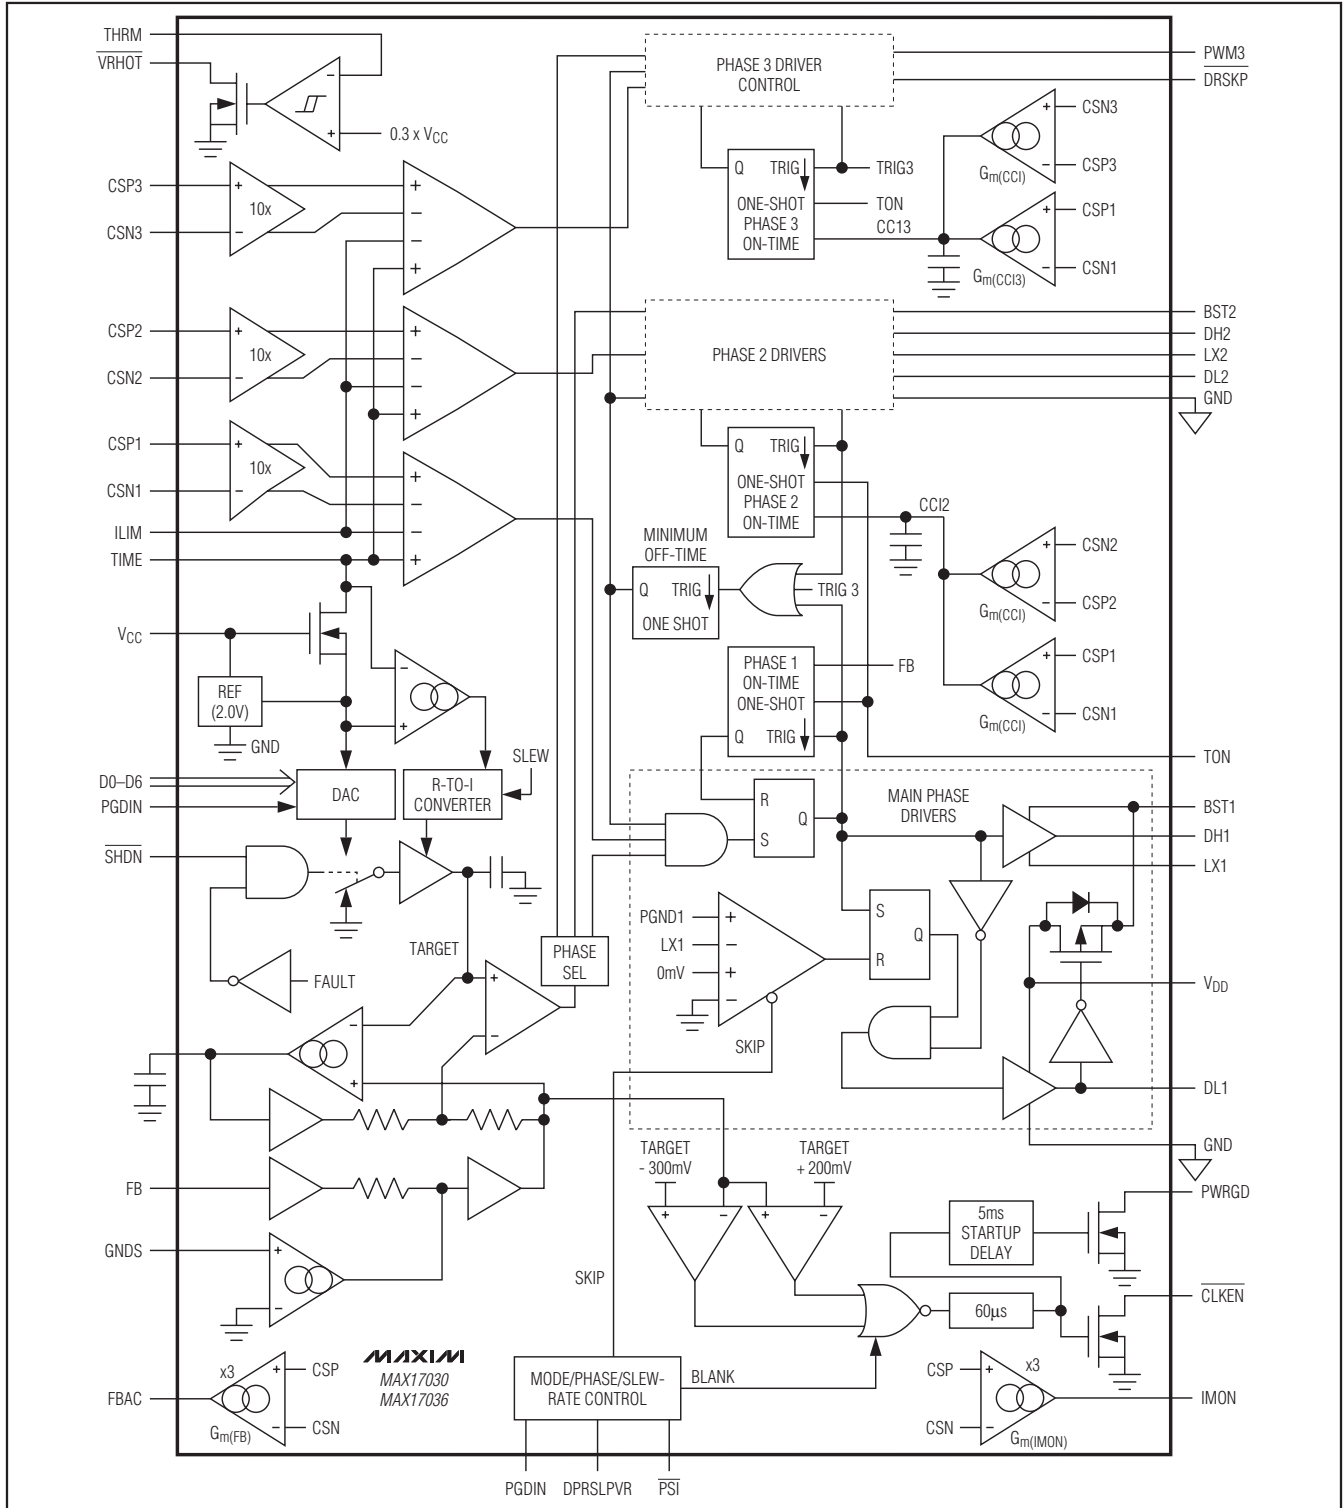 THRM
VRHOT
0.3 x VCC
CSP3
10x
CSN3
CSP2
10x
CSN2
CSP1
10x
CSN1
ILIM
TIME
VCC
REF
(2.0V)
GND
D0–D6
PGDIN
DAC
R-TO-I
CONVERTER
SLEW
SHDN
FAULT
TARGET
PHASE
SEL
FB
GNDS
x3
CSP
FBAC
CSN
Gm(FB)
MAXIM
MAX17030
MAX17036
PHASE 3 DRIVER
CONTROL
PWM3
DRSKP
Q
TRIG
TRIG3
ONE-SHOT
PHASE 3
ON-TIME
TON
CC13
CSN3
CSP3
Gm(CCI)
CSP1
CSN1
Gm(CCI3)
PHASE 2 DRIVERS
BST2
DH2
LX2
DL2
GND
Q
TRIG
ONE-SHOT
PHASE 2
ON-TIME
CCI2
CSN2
CSP2
Gm(CCI)
CSP1
CSN1
Gm(CCI)
MINIMUM
OFF-TIME
Q
TRIG
ONE SHOT
TRIG 3
PHASE 1
ON-TIME
ONE-SHOT
Q
TRIG
FB
TON
MAIN PHASE
DRIVERS
R
Q
S
BST1
DH1
LX1
PGND1
LX1
0mV
SKIP
S
Q
R
VDD
DL1
GND
TARGET
- 300mV
TARGET
+ 200mV
5ms
STARTUP
DELAY
PWRGD
60µs
CLKEN
SKIP
MODE/PHASE/SLEW-
RATE CONTROL
BLANK
PGDIN
DPRSLPVR
PSI
CSP
x3
CSN
Gm(IMON)
IMON
+
−
+
−
+
−
−
+
+
−
+
−
−
+
+
−
+
−
−
+
−
+
+
−
+
−
+
−
+
−
+
−
+
−
+
−
+
−
−
+
+
−
−
+
+
−
+
−
+
−
+
−
+
−